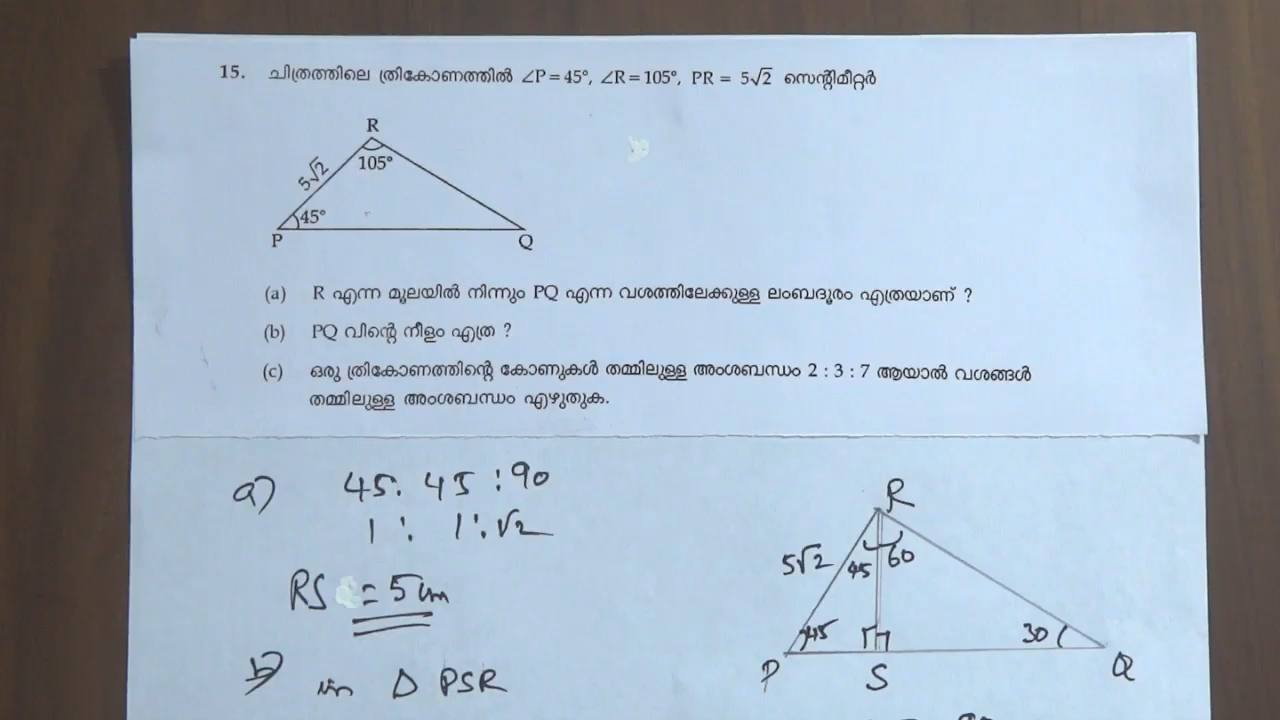 15. ചിത്രത്തിലെ ത്രികോണത്തിൽ ∠P = 45°, ∠R = 105°, PR = 5√2 സെന്റിമീറ്റർ
R
5√2
105°
45°
P
Q
(a) R എന്ന മൂലയിൽ നിന്നും PQ എന്ന വശത്തിലേക്കുള്ള ലംബദൂരം എത്രയാണ് ?
(b) PQ വിന്റെ നീളം എത്ര ?
(c) ഒരു ത്രികോണത്തിന്റെ കോണുകൾ തമ്മിലുള്ള അംശബന്ധം 2 : 3 : 7 ആയാൽ വശങ്ങൾ
തമ്മിലുള്ള അംശബന്ധം എഴുതുക.
a) 45 : 45 : 90
1 : 1 : √2
RS = 5 cm
b) in Δ PSR
R
5√2
45 60
45
30
P
S
Q